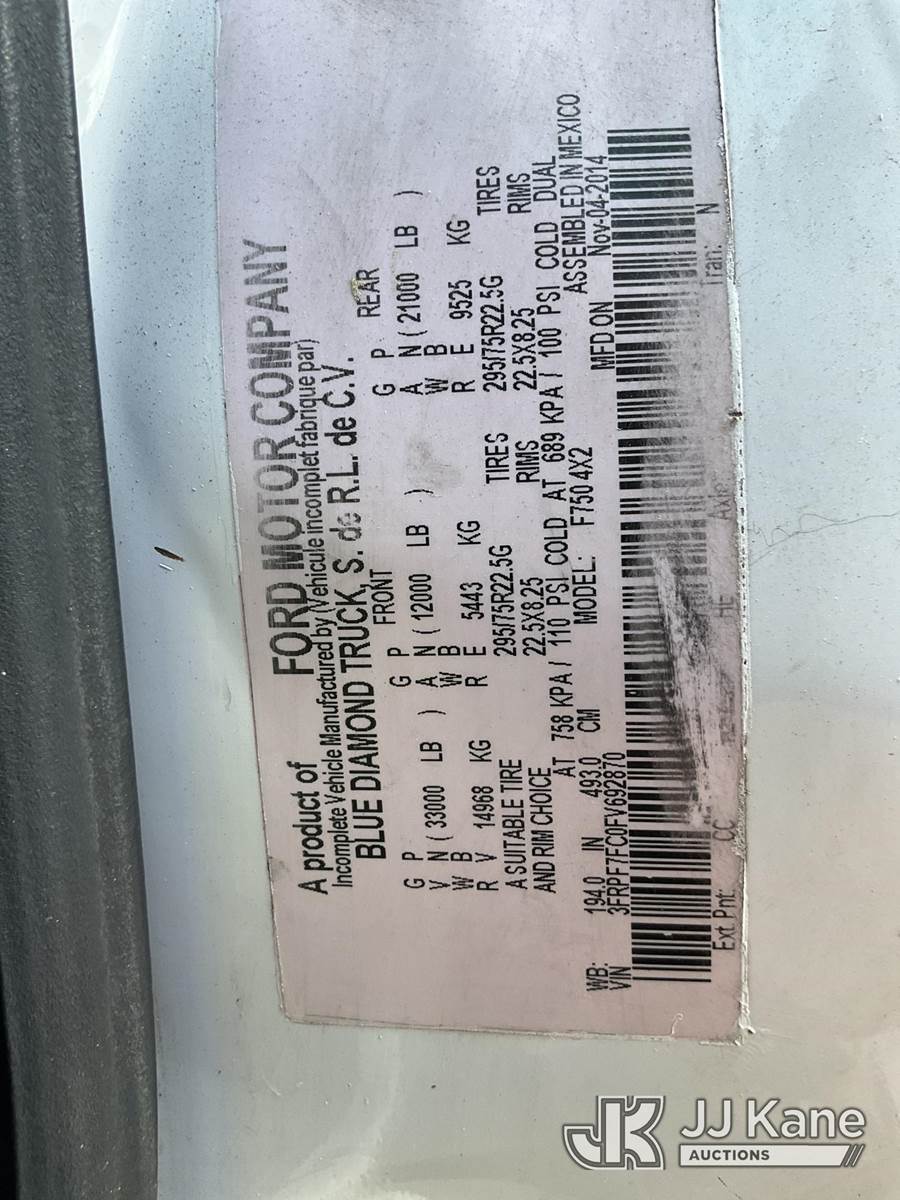 A product of FORD MOTOR COMPANY
Incomplete Vehicle Manufactured by (Vehicule incomplet fabrique par)
BLUE DIAMOND TRUCK, S. de R.L. de C.V.
FRONT REAR
G P G P G P
V N ( 33000 LB ) A N ( 12000 LB ) A N ( 21000 LB )
W B W B W B
R V 14968 KG R E 5443 KG R E 9525 KG
A SUITABLE TIRE 295/75R22.5G TIRES 295/75R22.5G TIRES
AND RIM CHOICE 22.5X8.25 RIMS 22.5X8.25 RIMS
AT 758 KPA / 110 PSI COLD AT 689 KPA / 100 PSI COLD DUAL
WB: 194.0 IN 493.0 CM MODEL: F750 4X2 ASSEMBLED IN MEXICO
VIN 3FRPF7FC0FV692870 MFD ON Nov-04-2014
Ext. Pnt: CC Axle: Tran: N
JK JJ Kane
AUCTIONS